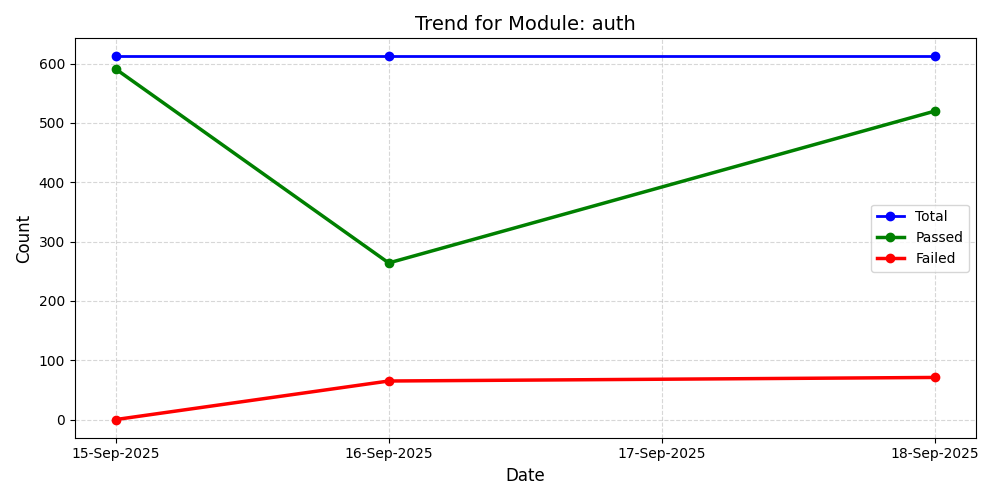 Trend for Module: auth
Count
600
500
400
300
200
100
0
Total
Passed
Failed
15-Sep-2025
16-Sep-2025
17-Sep-2025
18-Sep-2025
Date